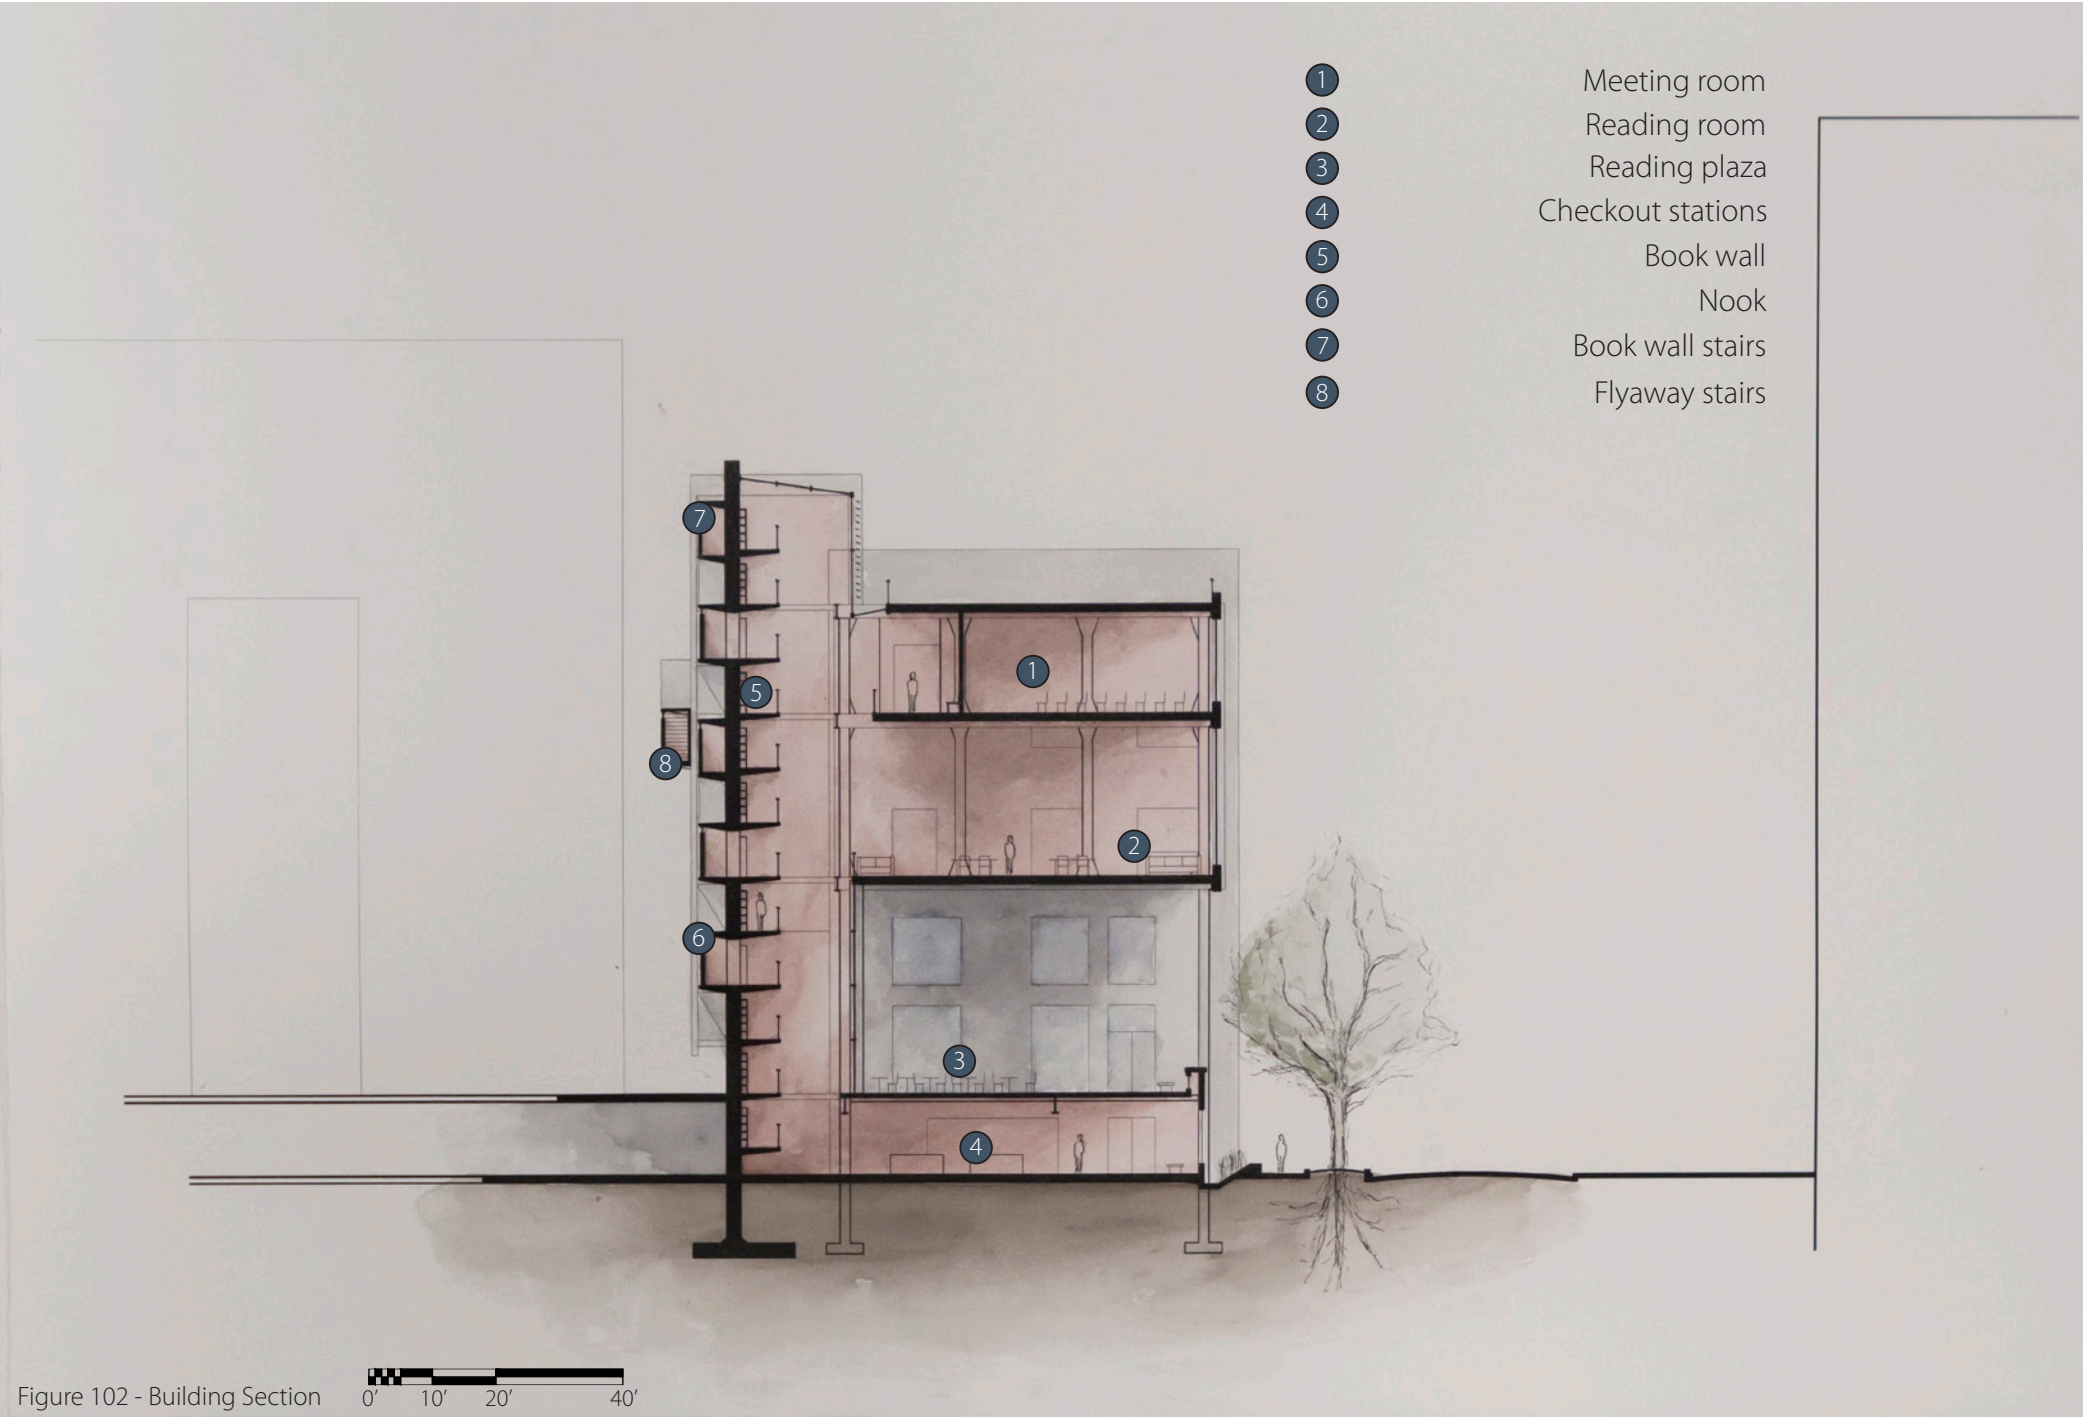 1 Meeting room
2 Reading room
3 Reading plaza
4 Checkout stations
5 Book wall
6 Nook
7 Book wall stairs
8 Flyaway stairs
7
1
5
8
2
6
3
4
Figure 102 - Building Section
0' 10' 20' 40'